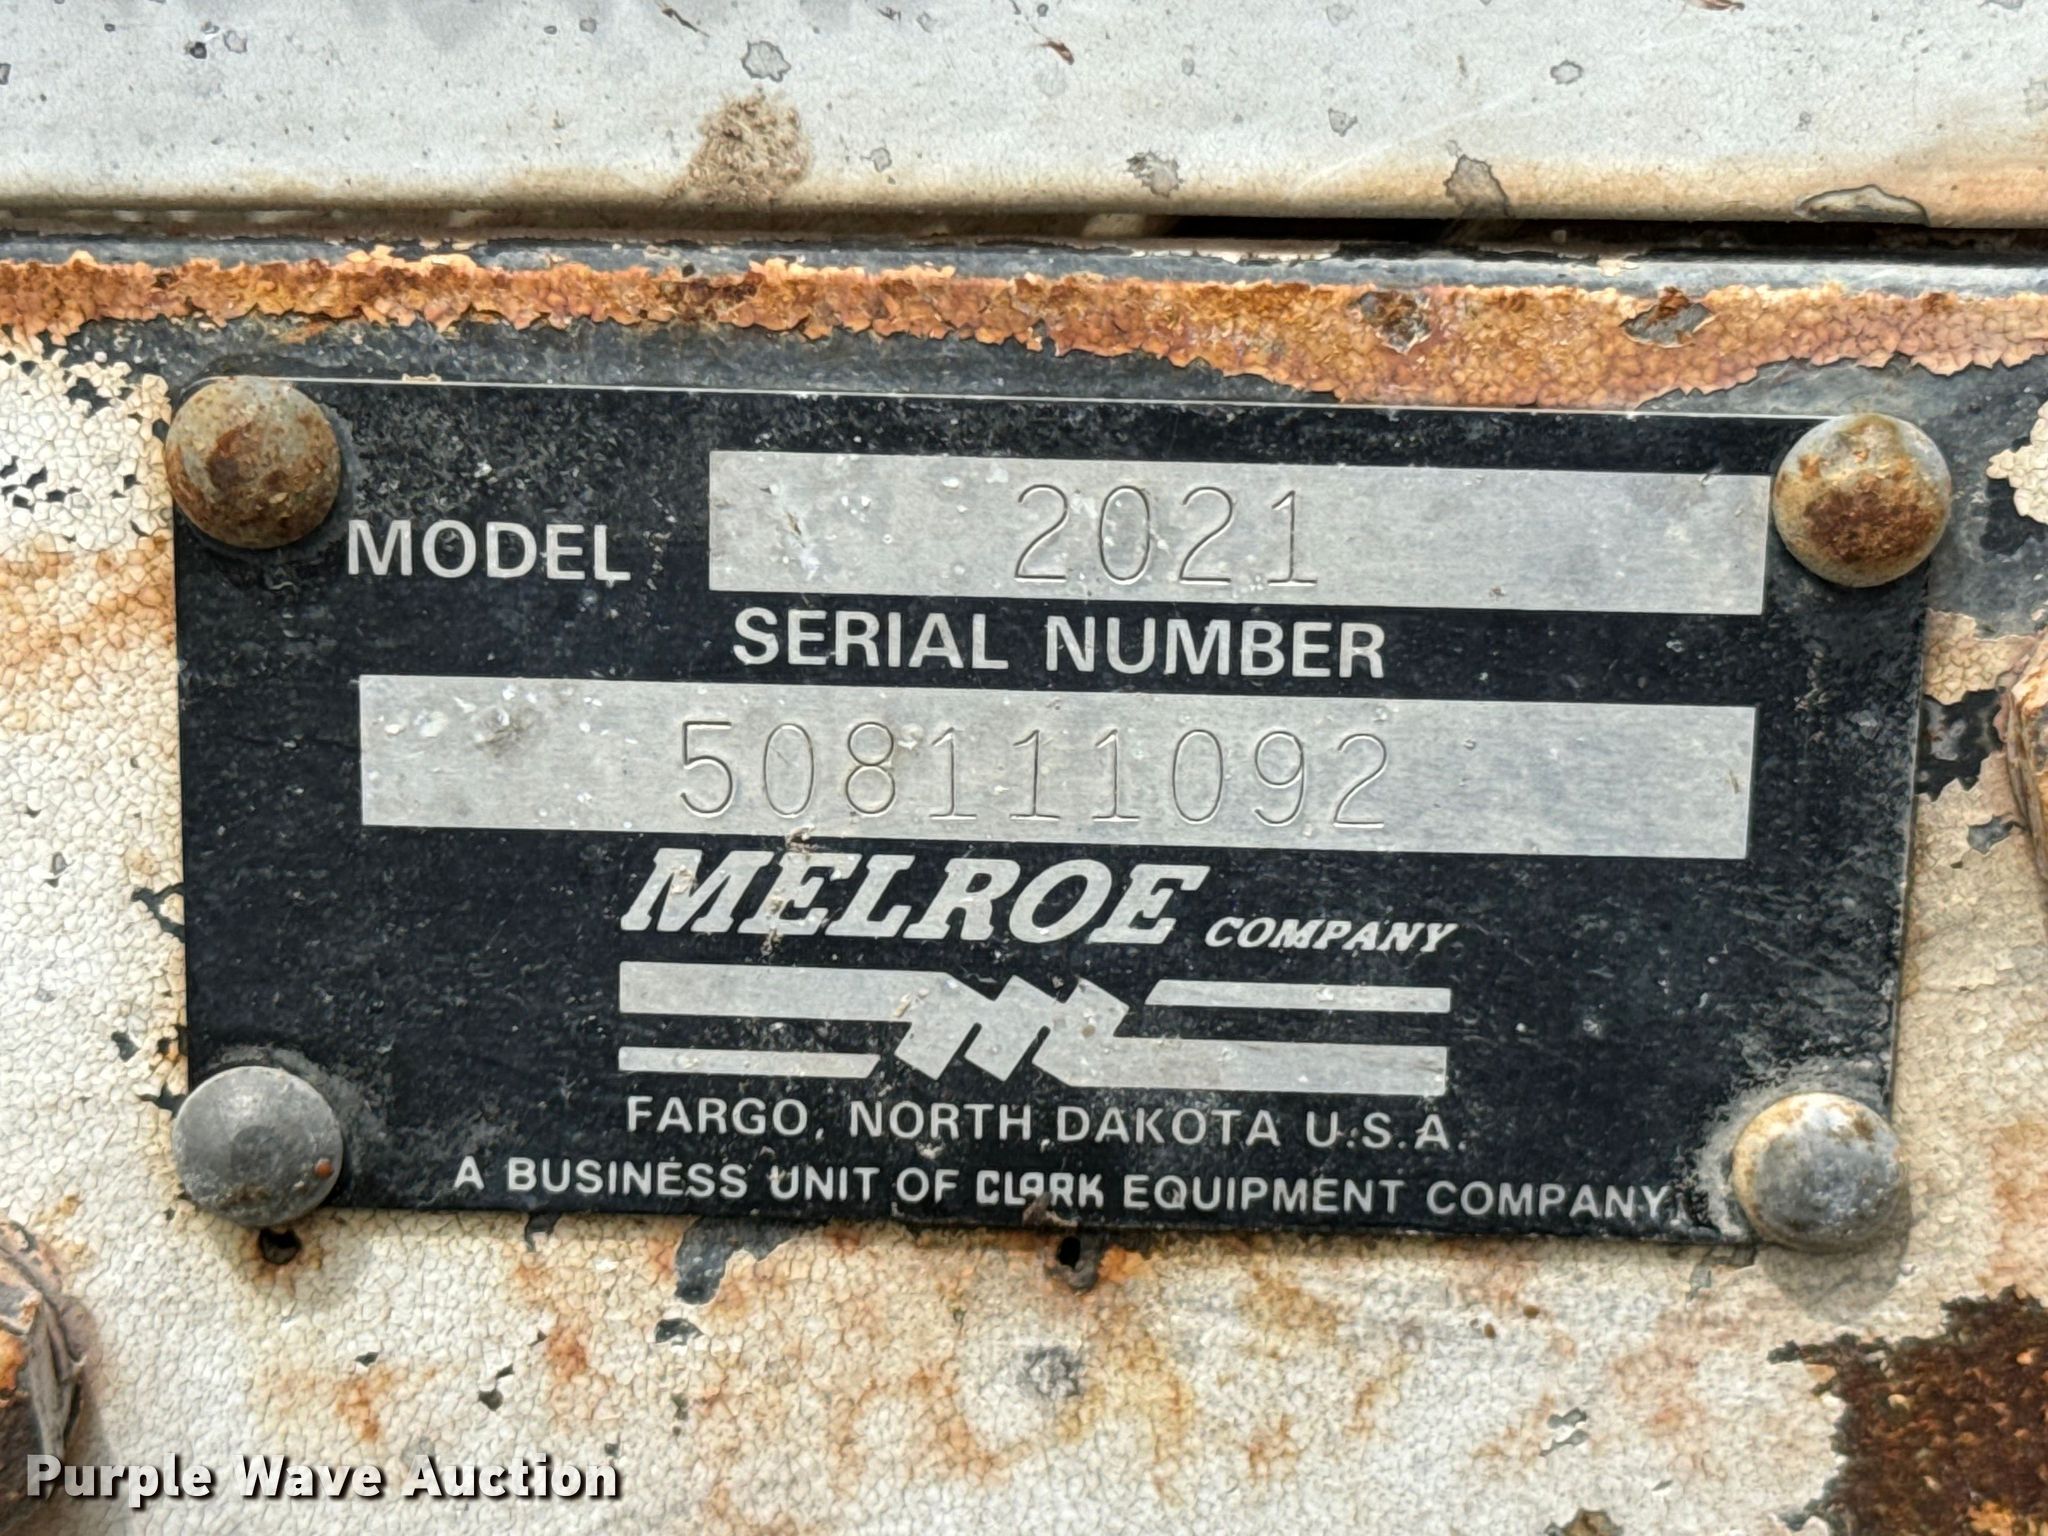 MODEL 2021
SERIAL NUMBER
508111092
MELROE COMPANY
FARGO, NORTH DAKOTA U.S.A.
A BUSINESS UNIT OF CLARK EQUIPMENT COMPANY
Purple Wave Auction